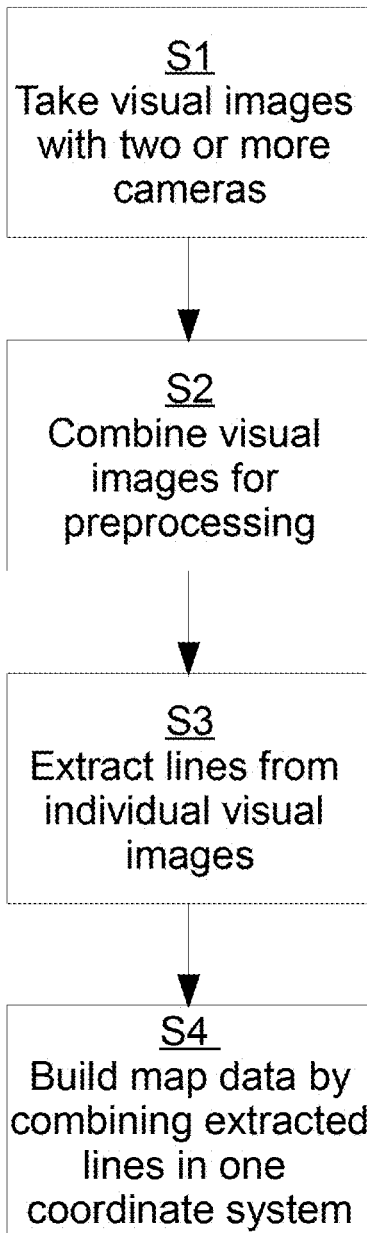 S1
Take visual images
with two or more
cameras
S2
Combine visual
images for
preprocessing
S3
Extract lines from
individual visual
images
S4
Build map data by
combining extracted
lines in one
coordinate system